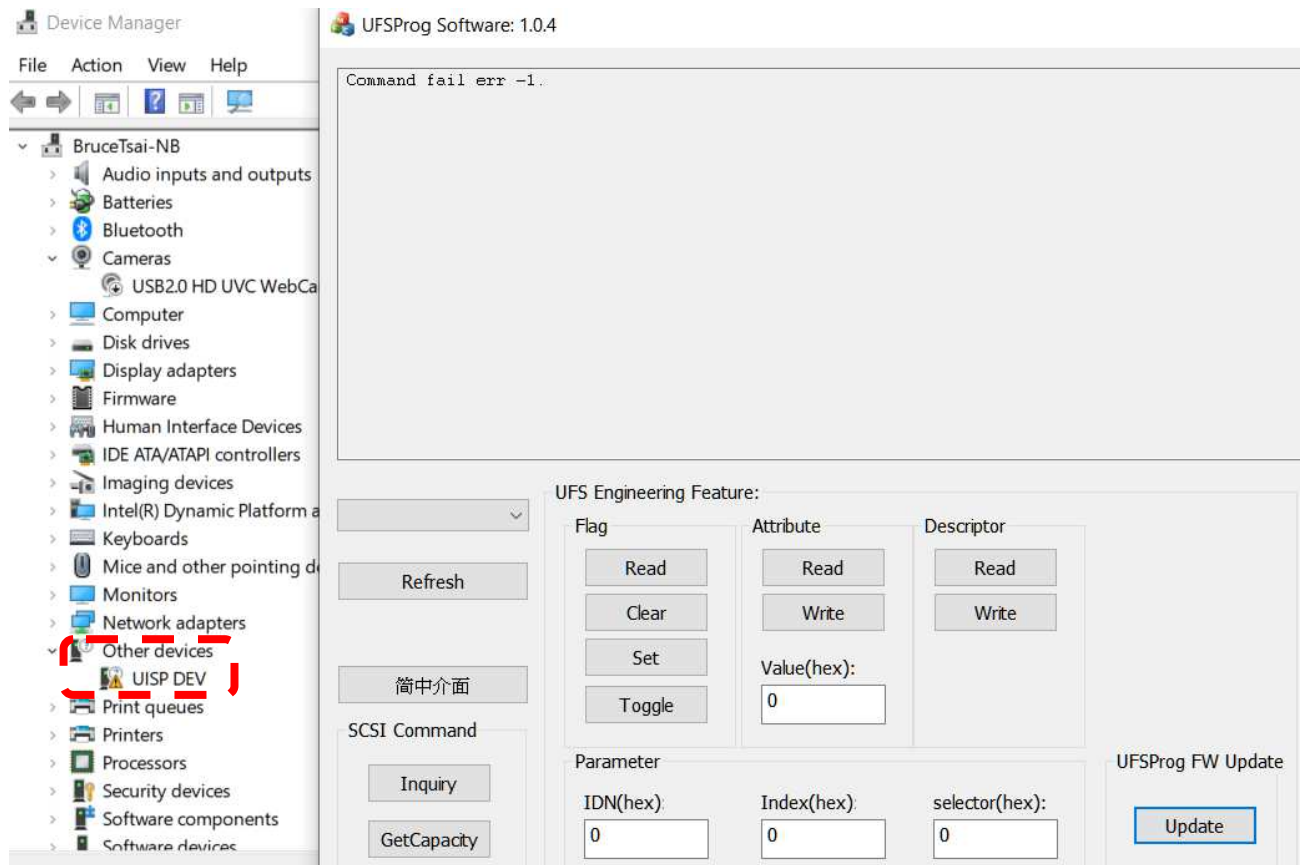 Device Manager
File Action View Help
BruceTsai-NB
Audio inputs and outputs
Batteries
Bluetooth
Cameras
USB2.0 HD UVC WebCa
Computer
Disk drives
Display adapters
Firmware
Human Interface Devices
IDE ATA/ATAPI controllers
Imaging devices
Intel(R) Dynamic Platform a
Keyboards
Mice and other pointing de
Monitors
Network adapters
Other devices
UISP DEV
Print queues
Printers
Processors
Security devices
Software components
Software devices
UFSProg Software: 1.0.4
Command fail err -1.
Refresh
简中介面
SCSI Command
Inquiry
GetCapacity
UFS Engineering Feature:
Flag
Read
Clear
Set
Toggle
Attribute
Read
Write
Value(hex):
0
Descriptor
Read
Write
Parameter
IDN(hex): Index(hex): selector(hex):
0 0 0
UFSProg FW Update
Update